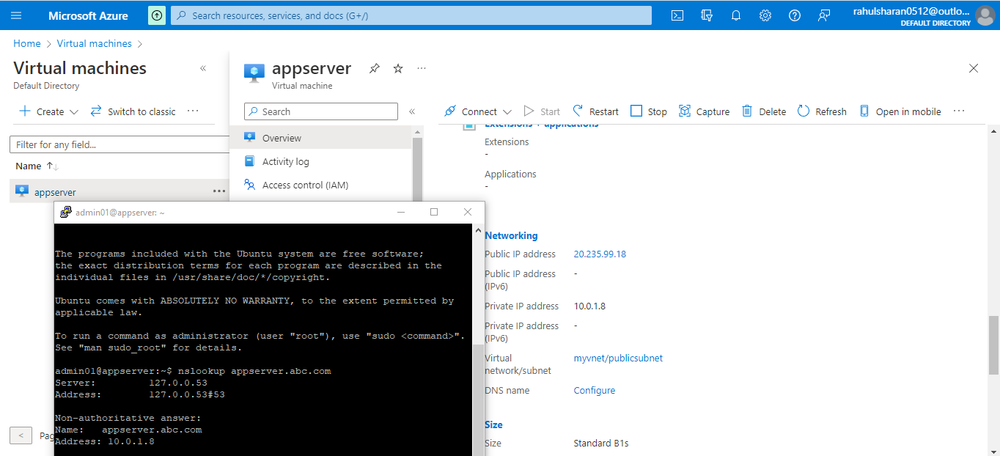 Microsoft Azure
Search resources, services, and docs (G+/)
rahulsharan0512@outlo...
DEFAULT DIRECTORY
Home > Virtual machines >
Virtual machines
Default Directory
Create
Switch to classic
Filter for any field...
Name
appserver
appserver
Virtual machine
Search
Overview
Activity log
Access control (IAM)
Connect
Start
Restart
Stop
Capture
Delete
Refresh
Open in mobile
Extensions + applications
Extensions
-
Applications
-
Networking
Public IP address 20.235.99.18
Public IP address
(IPv6) -
Private IP address 10.0.1.8
Private IP address
(IPv6) -
Virtual
network/subnet myvnet/publicsubnet
DNS name Configure
Size
Size Standard B1s
admin01@appserver: ~
The programs included with the Ubuntu system are free software;
the exact distribution terms for each program are described in the
individual files in /usr/share/doc/*/copyright.
Ubuntu comes with ABSOLUTELY NO WARRANTY, to the extent permitted by
applicable law.
To run a command as administrator (user "root"), use "sudo <command>".
See "man sudo_root" for details.
admin01@appserver:~$ nslookup appserver.abc.com
Server: 127.0.0.53
Address: 127.0.0.53#53
Non-authoritative answer:
Name: appserver.abc.com
Address: 10.0.1.8
< Pag